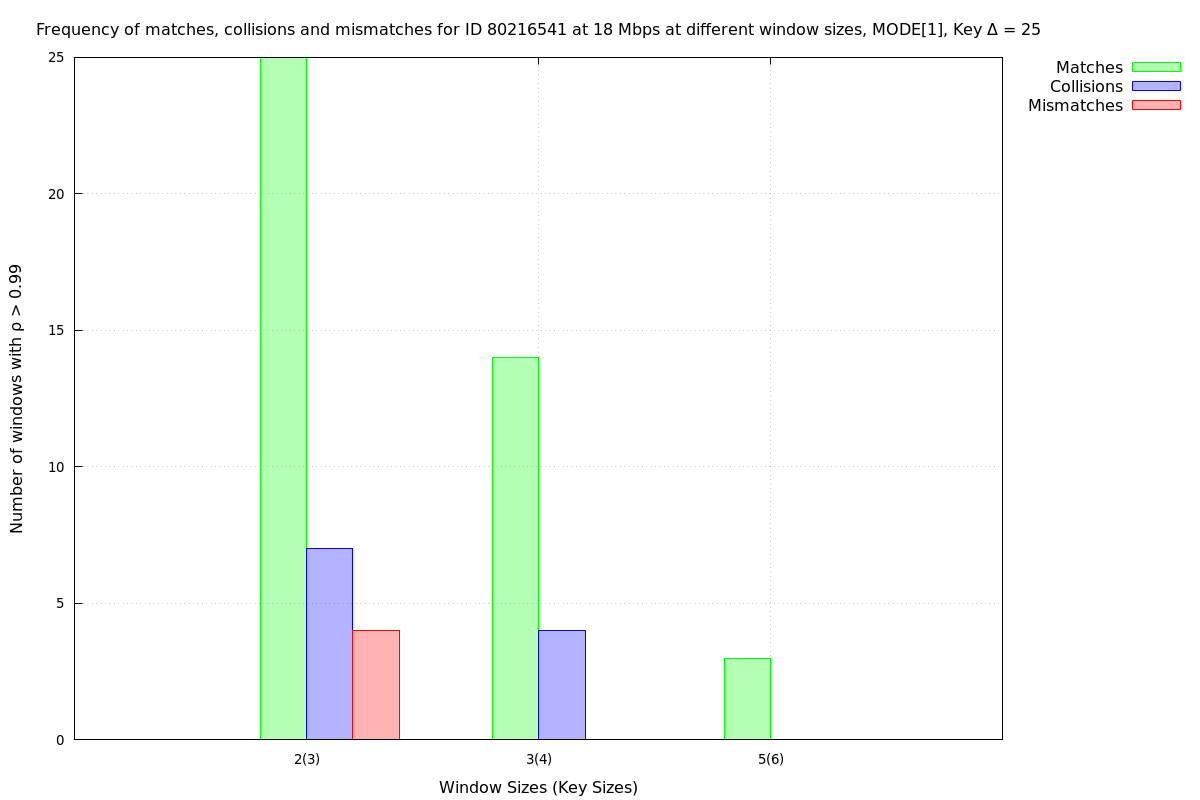 Frequency of matches, collisions and mismatches for ID 80216541 at 18 Mbps at different window sizes, MODE[1], Key Δ = 25
Matches
Collisions
Mismatches
Number of windows with ρ > 0.99
25
20
15
10
5
0
2(3)
3(4)
5(6)
Window Sizes (Key Sizes)